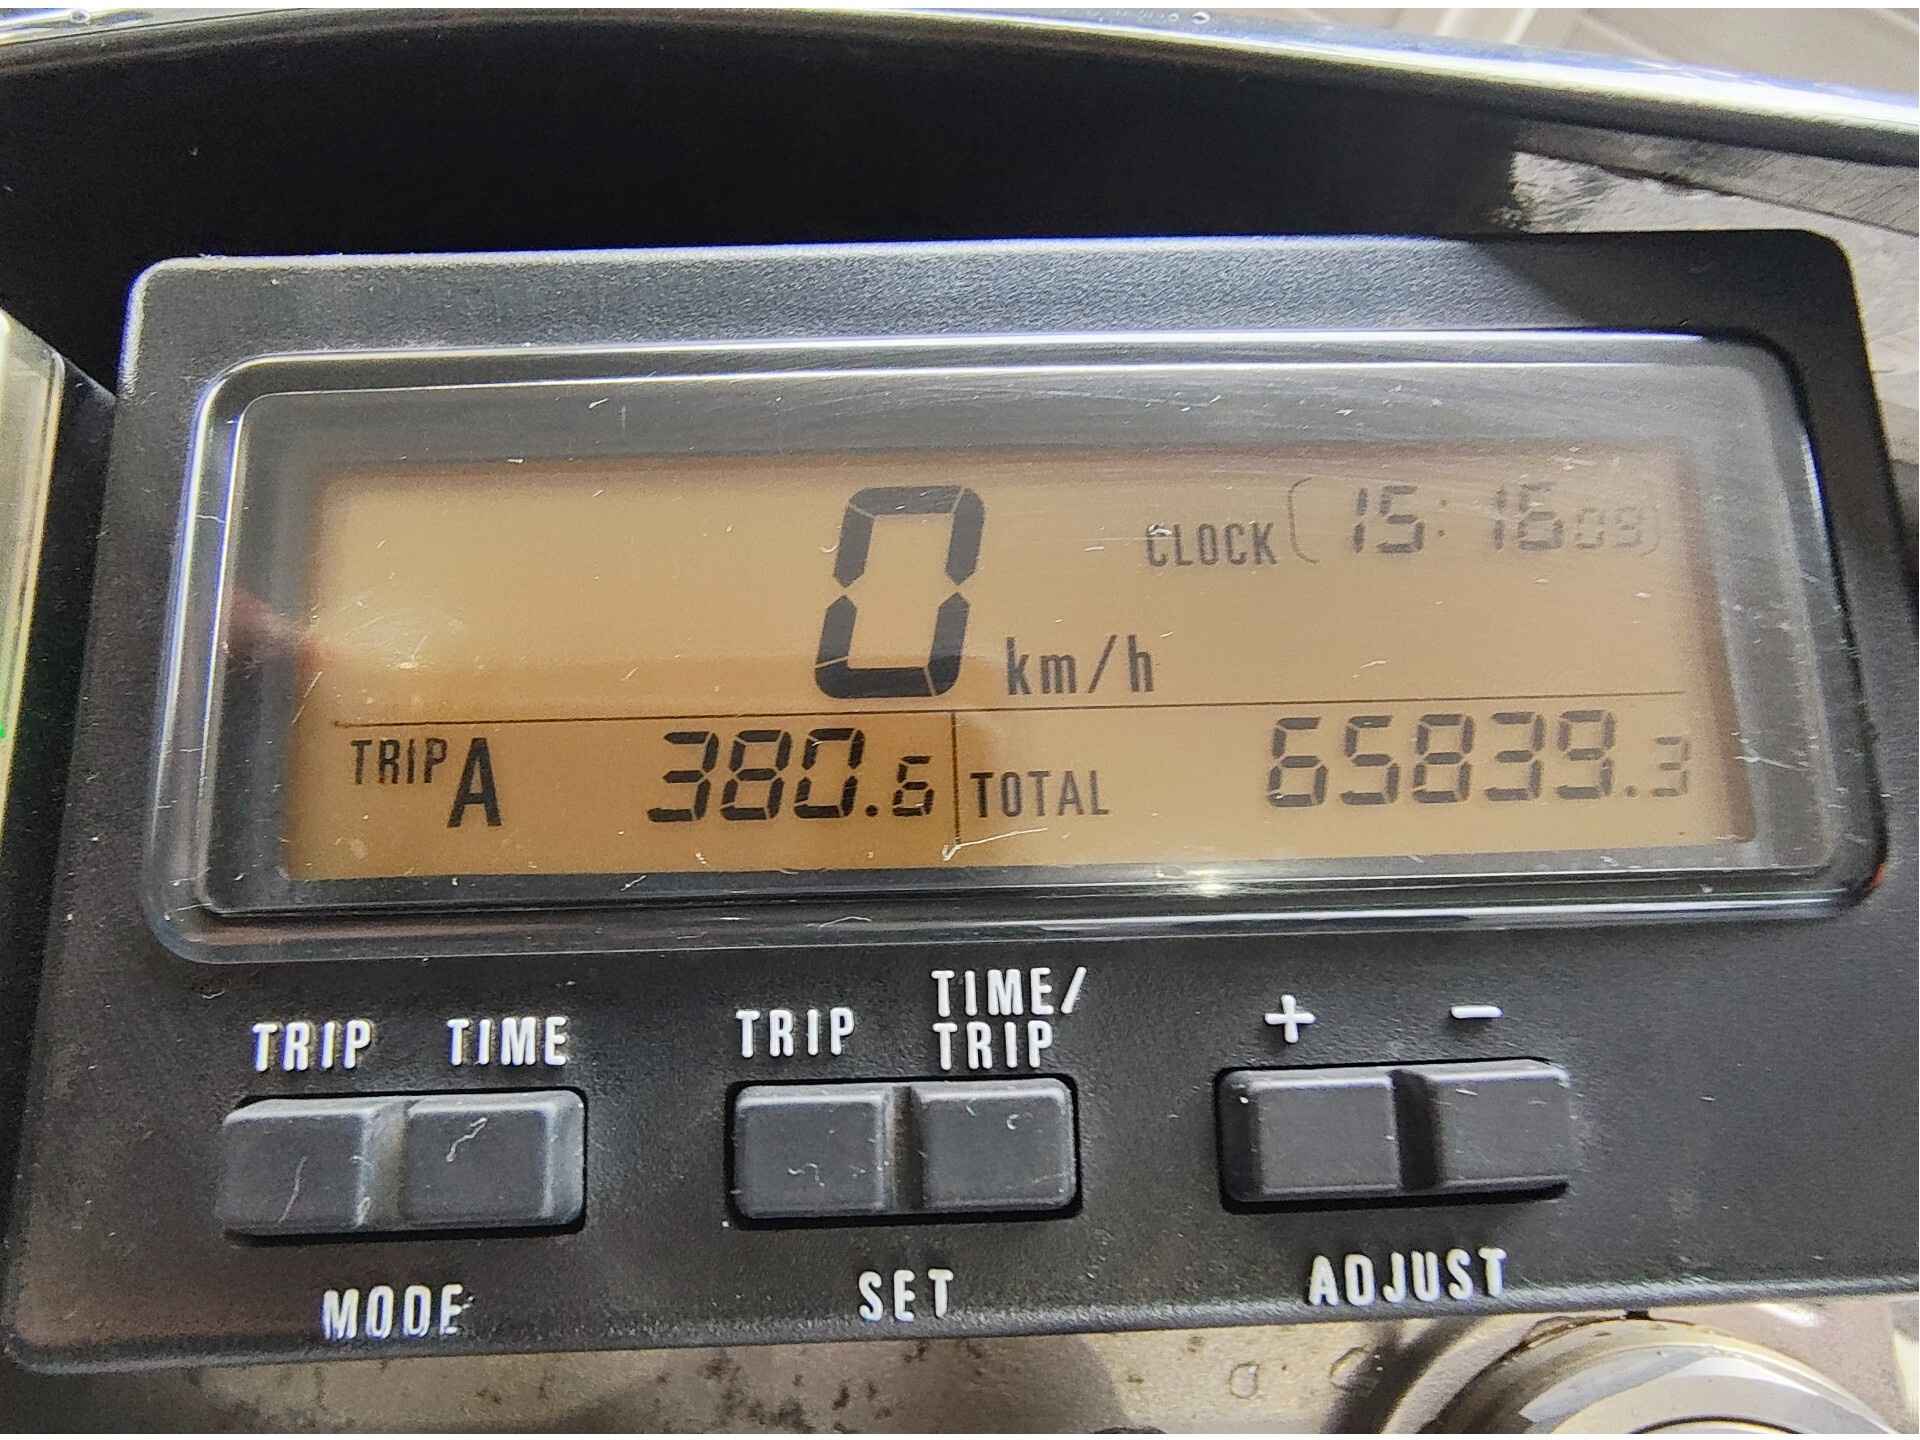 0 km/h
CLOCK 15:16 09
TRIP A 380.6
TOTAL 65839.3
TRIP TIME
MODE
TRIP TIME/TRIP
SET
+ -
ADJUST